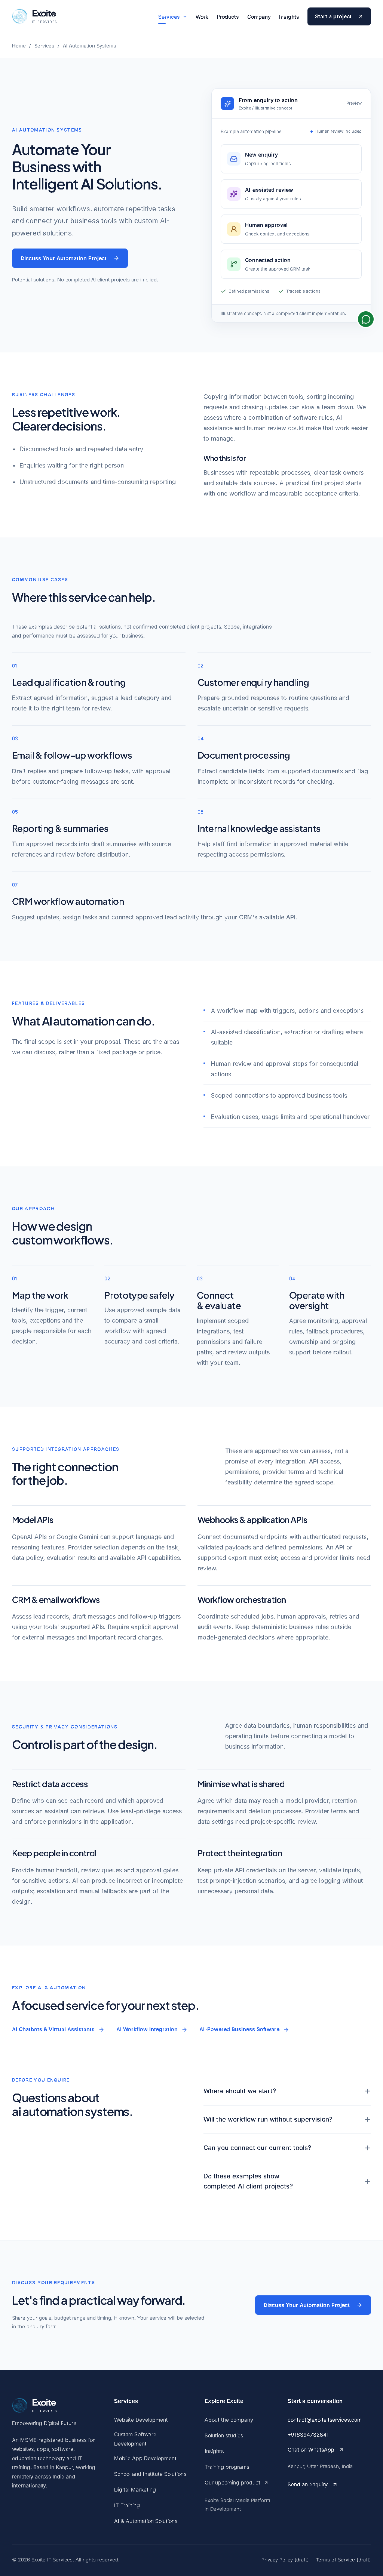 Exoite
IT SERVICES
Services
Work
Products
Company
Insights
Start a project
Home / Services / AI Automation Systems
AI AUTOMATION SYSTEMS
Automate Your
Business with
Intelligent AI Solutions.
Build smarter workflows, automate repetitive tasks
and connect your business tools with custom AI-
powered solutions.
Discuss Your Automation Project
Potential solutions. No completed AI client projects are implied.
From enquiry to action
Exoite / illustrative concept
Preview
Example automation pipeline
Human review included
New enquiry
Capture agreed fields
AI-assisted review
Classify against your rules
Human approval
Check context and exceptions
Connected action
Create the approved CRM task
Defined permissions
Traceable actions
Illustrative concept. Not a completed client implementation.
BUSINESS CHALLENGES
Less repetitive work.
Clearer decisions.
Disconnected tools and repeated data entry
Enquiries waiting for the right person
Unstructured documents and time-consuming reporting
Copying information between tools, sorting incoming
requests and chasing updates can slow a team down. We
assess where a combination of software rules, AI
assistance and human review could make that work easier
to manage.
Who this is for
Businesses with repeatable processes, clear task owners
and suitable data sources. A practical first project starts
with one workflow and measurable acceptance criteria.
COMMON USE CASES
Where this service can help.
These examples describe potential solutions, not confirmed completed client projects. Scope, integrations
and performance must be assessed for your business.
01
Lead qualification & routing
Extract agreed information, suggest a lead category and
route it to the right team for review.
02
Customer enquiry handling
Prepare grounded responses to routine questions and
escalate uncertain or sensitive requests.
03
Email & follow-up workflows
Draft replies and prepare follow-up tasks, with approval
before customer-facing messages are sent.
04
Document processing
Extract candidate fields from supported documents and flag
incomplete or inconsistent records for checking.
05
Reporting & summaries
Turn approved records into draft summaries with source
references and review before distribution.
06
Internal knowledge assistants
Help staff find information in approved material while
respecting access permissions.
07
CRM workflow automation
Suggest updates, assign tasks and connect approved lead activity through your CRM's available API.
FEATURES & DELIVERABLES
What AI automation can do.
The final scope is set in your proposal. These are the areas
we can discuss, rather than a fixed package or price.
A workflow map with triggers, actions and exceptions
AI-assisted classification, extraction or drafting where
suitable
Human review and approval steps for consequential
actions
Scoped connections to approved business tools
Evaluation cases, usage limits and operational handover
OUR APPROACH
How we design
custom workflows.
01
Map the work
Identify the trigger, current
tools, exceptions and the
people responsible for each
decision.
02
Prototype safely
Use approved sample data
to compare a small
workflow with agreed
accuracy and cost criteria.
03
Connect
& evaluate
Implement scoped
integrations, test
permissions and failure
paths, and review outputs
with your team.
04
Operate with
oversight
Agree monitoring, approval
rules, fallback procedures,
ownership and ongoing
support before rollout.
SUPPORTED INTEGRATION APPROACHES
The right connection
for the job.
These are approaches we can assess, not a
promise of every integration. API access,
permissions, provider terms and technical
feasibility determine the agreed scope.
Model APIs
OpenAI APIs or Google Gemini can support language and
reasoning features. Provider selection depends on the task,
data policy, evaluation results and available API capabilities.
Webhooks & application APIs
Connect documented endpoints with authenticated requests,
validated payloads and defined permissions. An API or
supported export must exist; access and provider limits need
review.
CRM & email workflows
Assess lead records, draft messages and follow-up triggers
using your tools' supported APIs. Require explicit approval
for external messages and important record changes.
Workflow orchestration
Coordinate scheduled jobs, human approvals, retries and
audit events. Keep deterministic business rules outside
model-generated decisions where appropriate.
SECURITY & PRIVACY CONSIDERATIONS
Control is part of the design.
Agree data boundaries, human responsibilities and
operating limits before connecting a model to
business information.
Restrict data access
Define who can see each record and which approved
sources an assistant can retrieve. Use least-privilege access
and enforce permissions in the application.
Minimise what is shared
Agree which data may reach a model provider, retention
requirements and deletion processes. Provider terms and
data settings need project-specific review.
Keep people in control
Provide human handoff, review queues and approval gates
for sensitive actions. AI can produce incorrect or incomplete
outputs; escalation and manual fallbacks are part of the
design.
Protect the integration
Keep private API credentials on the server, validate inputs,
test prompt-injection scenarios, and agree logging without
unnecessary personal data.
EXPLORE AI & AUTOMATION
A focused service for your next step.
AI Chatbots & Virtual Assistants
AI Workflow Integration
AI-Powered Business Software
BEFORE YOU ENQUIRE
Questions about
ai automation systems.
Where should we start?
Will the workflow run without supervision?
Can you connect our current tools?
Do these examples show
completed AI client projects?
DISCUSS YOUR REQUIREMENTS
Let's find a practical way forward.
Share your goals, budget range and timing, if known. Your service will be selected
in the enquiry form.
Discuss Your Automation Project
Exoite
IT SERVICES
Empowering Digital Future
An MSME-registered business for
websites, apps, software,
education technology and IT
training. Based in Kanpur, working
remotely across India and
internationally.
Services
Website Development
Custom Software
Development
Mobile App Development
School and Institute Solutions
Digital Marketing
IT Training
AI & Automation Solutions
Explore Exoite
About the company
Solution studies
Insights
Training programs
Our upcoming product
Exoite Social Media Platform
In Development
Start a conversation
contact@exoiteitservices.com
+916394732641
Chat on WhatsApp
Kanpur, Uttar Pradesh, India
Send an enquiry
© 2026 Exoite IT Services. All rights reserved.
Privacy Policy (draft)
Terms of Service (draft)